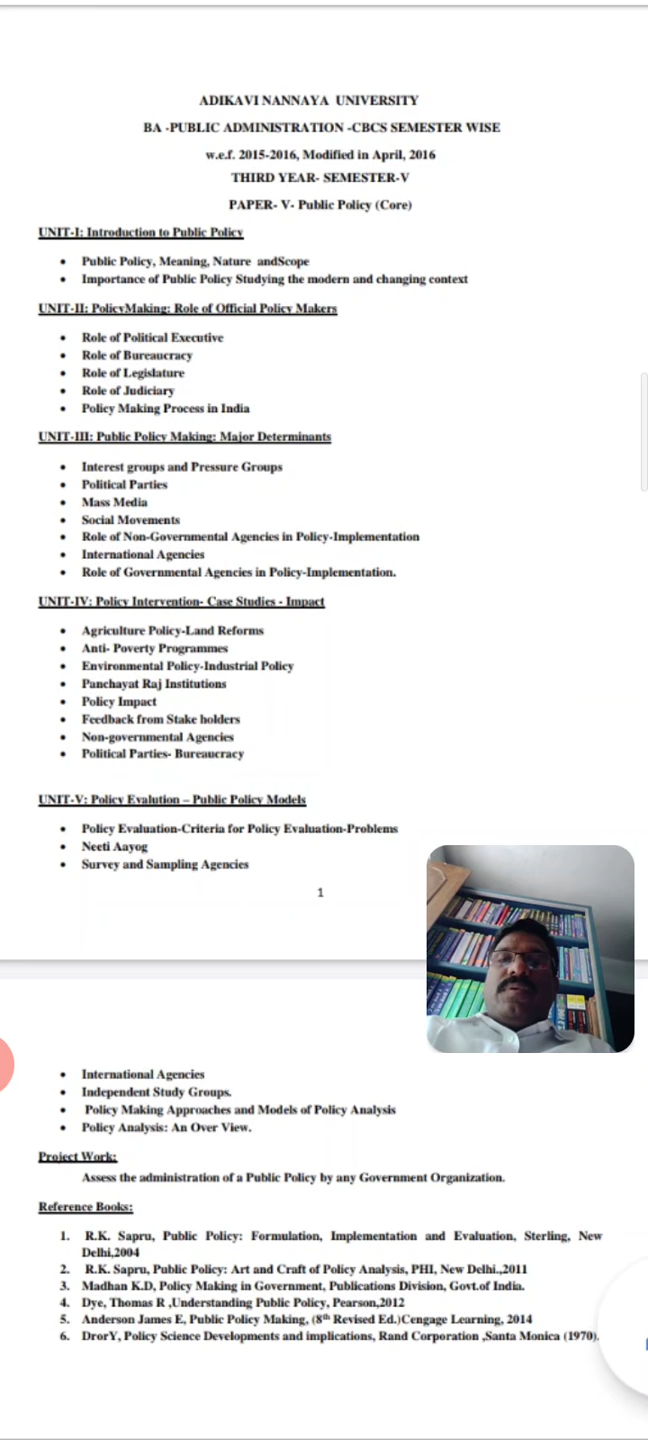 ADIKAVI NANNAYA UNIVERSITY
BA -PUBLIC ADMINISTRATION -CBCS SEMESTER WISE
w.e.f. 2015-2016, Modified in April, 2016
THIRD YEAR- SEMESTER-V
PAPER- V- Public Policy (Core)
UNIT-I: Introduction to Public Policy
• Public Policy, Meaning, Nature andScope
• Importance of Public Policy Studying the modern and changing context
UNIT-II: PolicyMaking: Role of Official Policy Makers
• Role of Political Executive
• Role of Bureaucracy
• Role of Legislature
• Role of Judiciary
• Policy Making Process in India
UNIT-III: Public Policy Making: Major Determinants
• Interest groups and Pressure Groups
• Political Parties
• Mass Media
• Social Movements
• Role of Non-Governmental Agencies in Policy-Implementation
• International Agencies
• Role of Governmental Agencies in Policy-Implementation.
UNIT-IV: Policy Intervention- Case Studies - Impact
• Agriculture Policy-Land Reforms
• Anti- Poverty Programmes
• Environmental Policy-Industrial Policy
• Panchayat Raj Institutions
• Policy Impact
• Feedback from Stake holders
• Non-governmental Agencies
• Political Parties- Bureaucracy
UNIT-V: Policy Evalution – Public Policy Models
• Policy Evaluation-Criteria for Policy Evaluation-Problems
• Neeti Aayog
• Survey and Sampling Agencies
1
• International Agencies
• Independent Study Groups.
• Policy Making Approaches and Models of Policy Analysis
• Policy Analysis: An Over View.
Project Work:
Assess the administration of a Public Policy by any Government Organization.
Reference Books:
1. R.K. Sapru, Public Policy: Formulation, Implementation and Evaluation, Sterling, New
Delhi,2004
2. R.K. Sapru, Public Policy: Art and Craft of Policy Analysis, PHI, New Delhi.,2011
3. Madhan K.D, Policy Making in Government, Publications Division, Govt.of India.
4. Dye, Thomas R ,Understanding Public Policy, Pearson,2012
5. Anderson James E, Public Policy Making, (8th Revised Ed.)Cengage Learning, 2014
6. DrorY, Policy Science Developments and implications, Rand Corporation ,Santa Monica (1970).